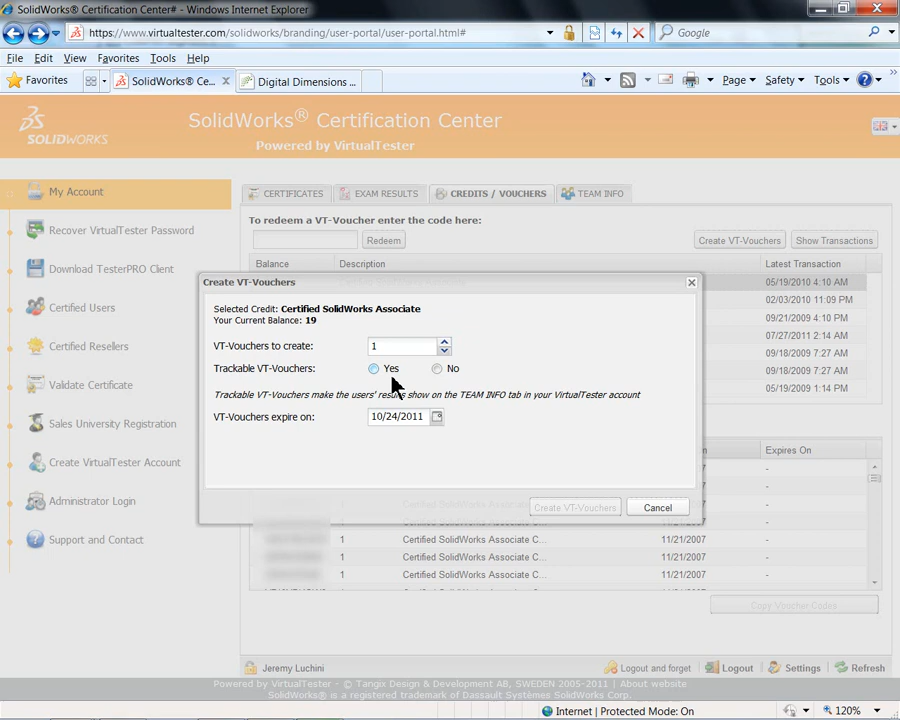 SolidWorks® Certification Center# - Windows Internet Explorer
https://www.virtualtester.com/solidworks/branding/user-portal/user-portal.html#
Google
File Edit View Favorites Tools Help
Favorites
SolidWorks® Ce...
Digital Dimensions ...
Page
Safety
Tools
SOLIDWORKS
SolidWorks® Certification Center
Powered by VirtualTester
My Account
Recover VirtualTester Password
Download TesterPRO Client
Certified Users
Certified Resellers
Validate Certificate
Sales University Registration
Create VirtualTester Account
Administrator Login
Support and Contact
CERTIFICATES
EXAM RESULTS
CREDITS / VOUCHERS
TEAM INFO
To redeem a VT-Voucher enter the code here:
Redeem
Create VT-Vouchers
Show Transactions
Balance Description Latest Transaction
05/19/2010 4:10 AM
02/03/2010 11:09 PM
09/21/2009 4:10 PM
07/27/2011 2:14 AM
09/18/2009 7:27 AM
09/18/2009 7:27 AM
05/19/2009 1:14 PM
Create VT-Vouchers
Selected Credit: Certified SolidWorks Associate
Your Current Balance: 19
VT-Vouchers to create: 1
Trackable VT-Vouchers: Yes No
Trackable VT-Vouchers make the users' results show on the TEAM INFO tab in your VirtualTester account
VT-Vouchers expire on: 10/24/2011
Create VT-Vouchers
Cancel
Expires On
1 Certified SolidWorks Associate C... 11/21/2007 -
1 Certified SolidWorks Associate C... 11/21/2007 -
1 Certified SolidWorks Associate C... 11/21/2007 -
Copy Voucher Codes
Jeremy Luchini
Logout and forget
Logout
Settings
Refresh
Powered by VirtualTester - © Tangix Design & Development AB, SWEDEN 2005-2011 | About website
SolidWorks® is a registered trademark of Dassault Systèmes SolidWorks Corp.
Internet | Protected Mode: On
120%